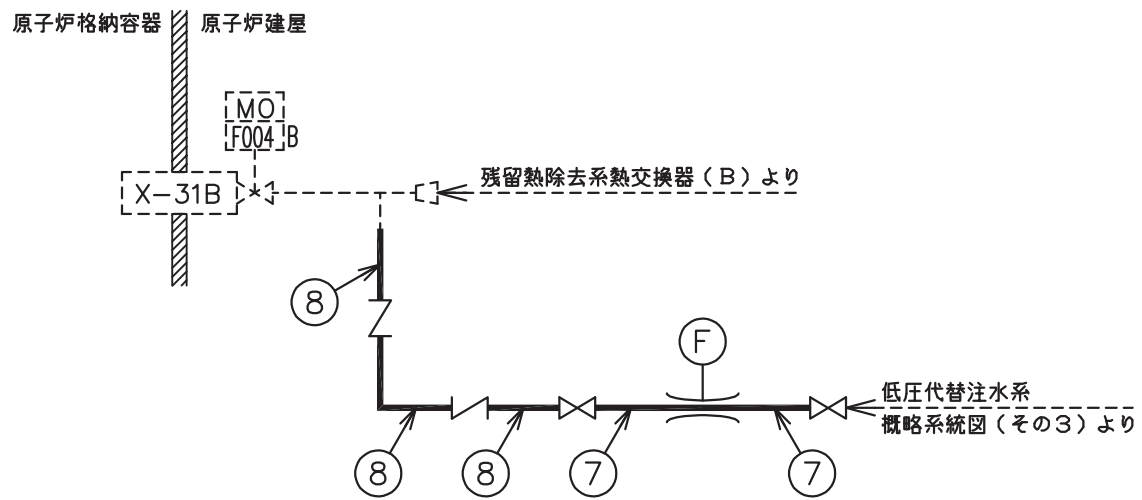 原子炉格納容器 原子炉建屋
MO
F004 B
X-31B
残留熱除去系熱交換器(B)より
8
F
低圧代替注水系
概略系統図(その3)より
8 8 7 7